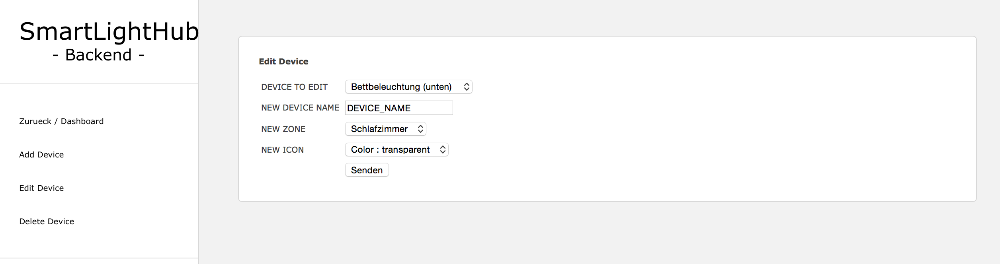 SmartLightHub
- Backend -
Zurueck / Dashboard
Add Device
Edit Device
Delete Device
Edit Device
DEVICE TO EDIT Bettbeleuchtung (unten)
NEW DEVICE NAME DEVICE_NAME
NEW ZONE Schlafzimmer
NEW ICON Color : transparent
Senden